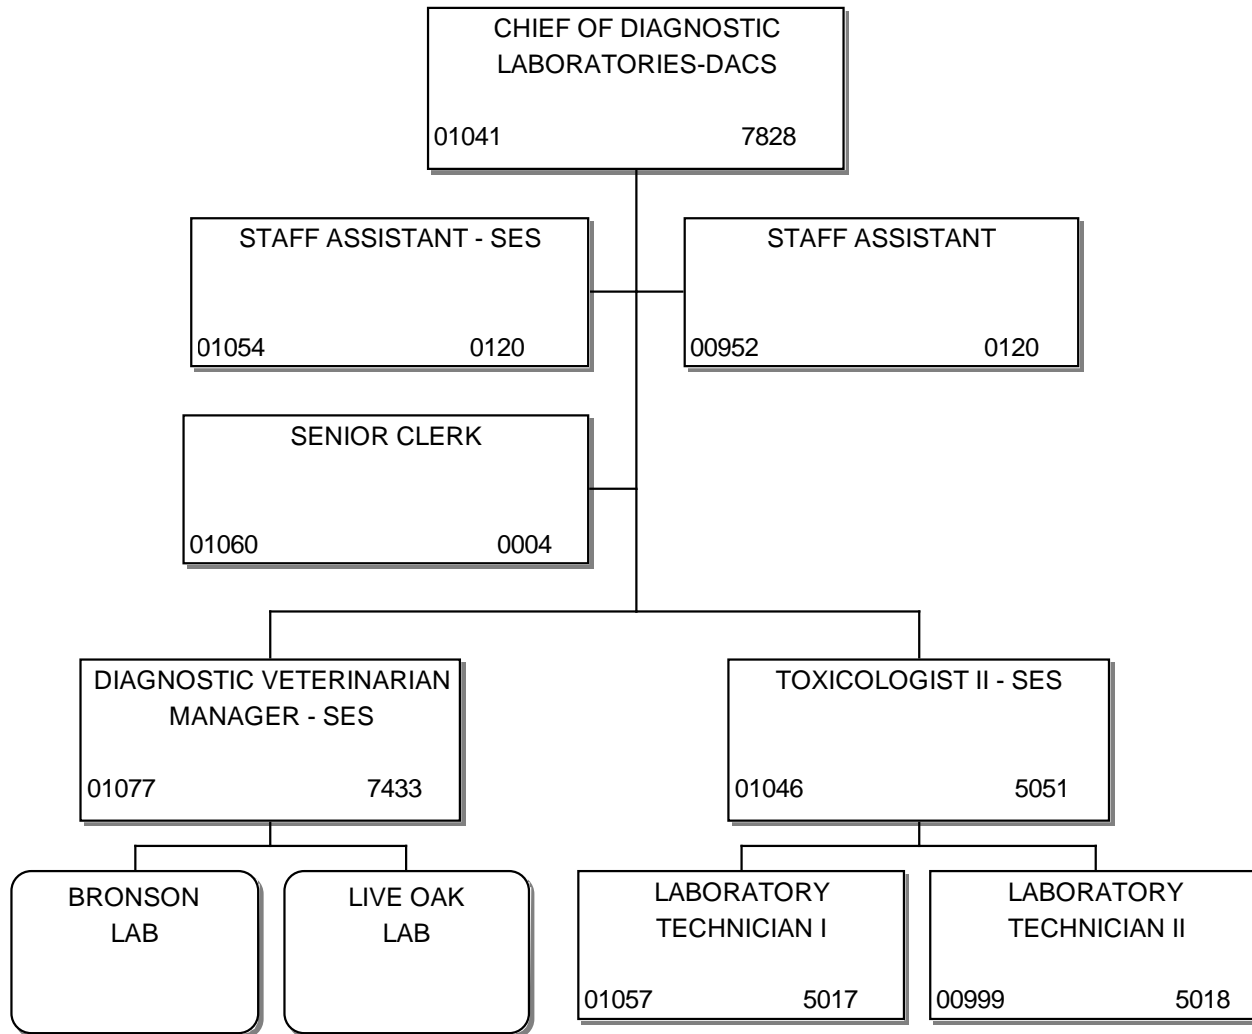 CHIEF OF DIAGNOSTIC
LABORATORIES-DACS
01041 7828
STAFF ASSISTANT - SES
01054 0120
STAFF ASSISTANT
00952 0120
SENIOR CLERK
01060 0004
DIAGNOSTIC VETERINARIAN
MANAGER - SES
01077 7433
TOXICOLOGIST II - SES
01046 5051
BRONSON
LAB
LIVE OAK
LAB
LABORATORY
TECHNICIAN I
01057 5017
LABORATORY
TECHNICIAN II
00999 5018